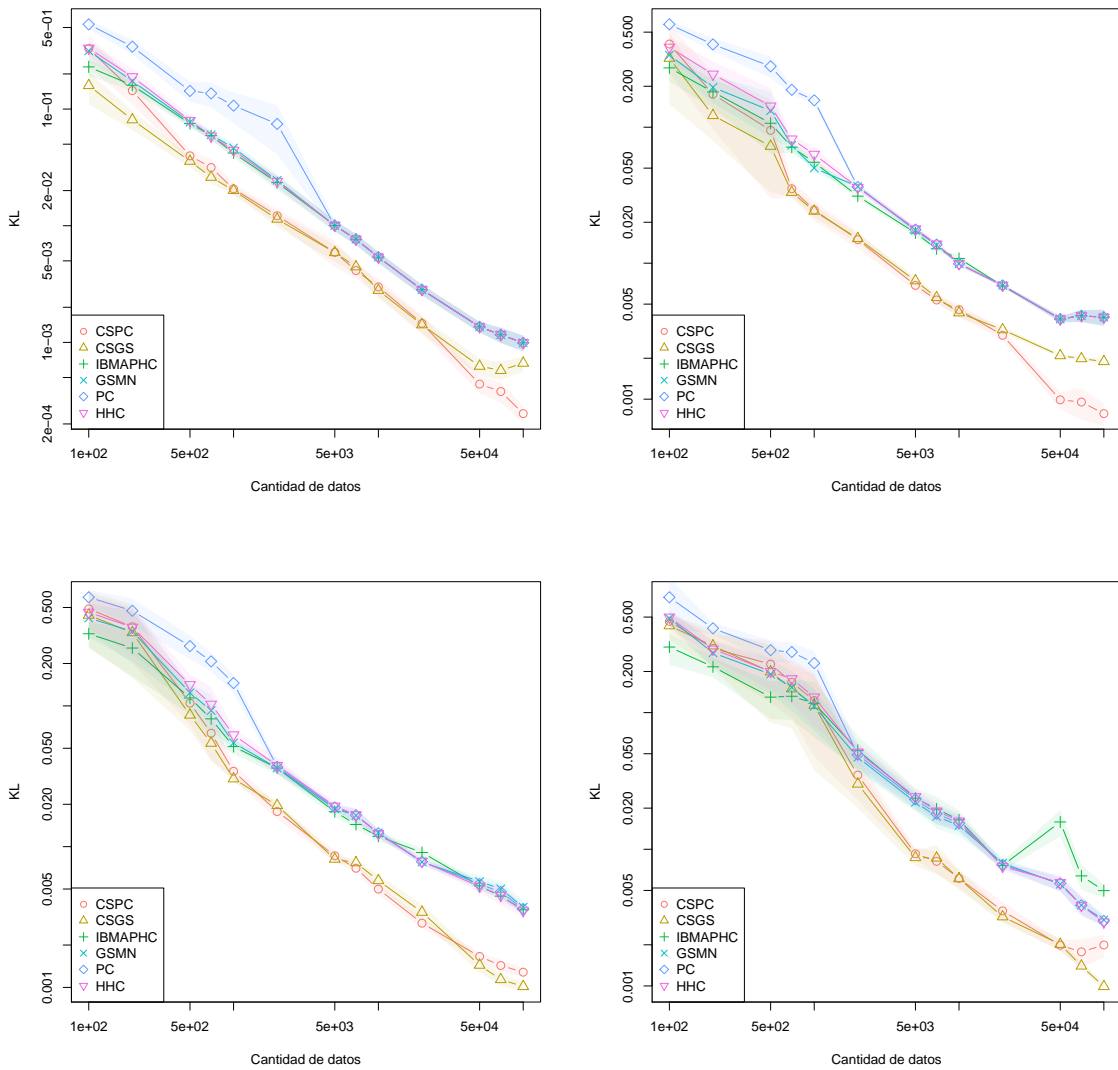 5e-01
1e-01
2e-02
5e-03
1e-03
2e-04
KL
CSPC
CSGS
IBMAPHC
GSMN
PC
HHC
1e+02
5e+02
5e+03
5e+04
Cantidad de datos
0.500
0.200
0.050
0.020
0.005
0.001
KL
CSPC
CSGS
IBMAPHC
GSMN
PC
HHC
1e+02
5e+02
5e+03
5e+04
Cantidad de datos
0.500
0.200
0.050
0.020
0.005
0.001
KL
CSPC
CSGS
IBMAPHC
GSMN
PC
HHC
1e+02
5e+02
5e+03
5e+04
Cantidad de datos
0.500
0.200
0.050
0.020
0.005
0.001
KL
CSPC
CSGS
IBMAPHC
GSMN
PC
HHC
1e+02
5e+02
5e+03
5e+04
Cantidad de datos